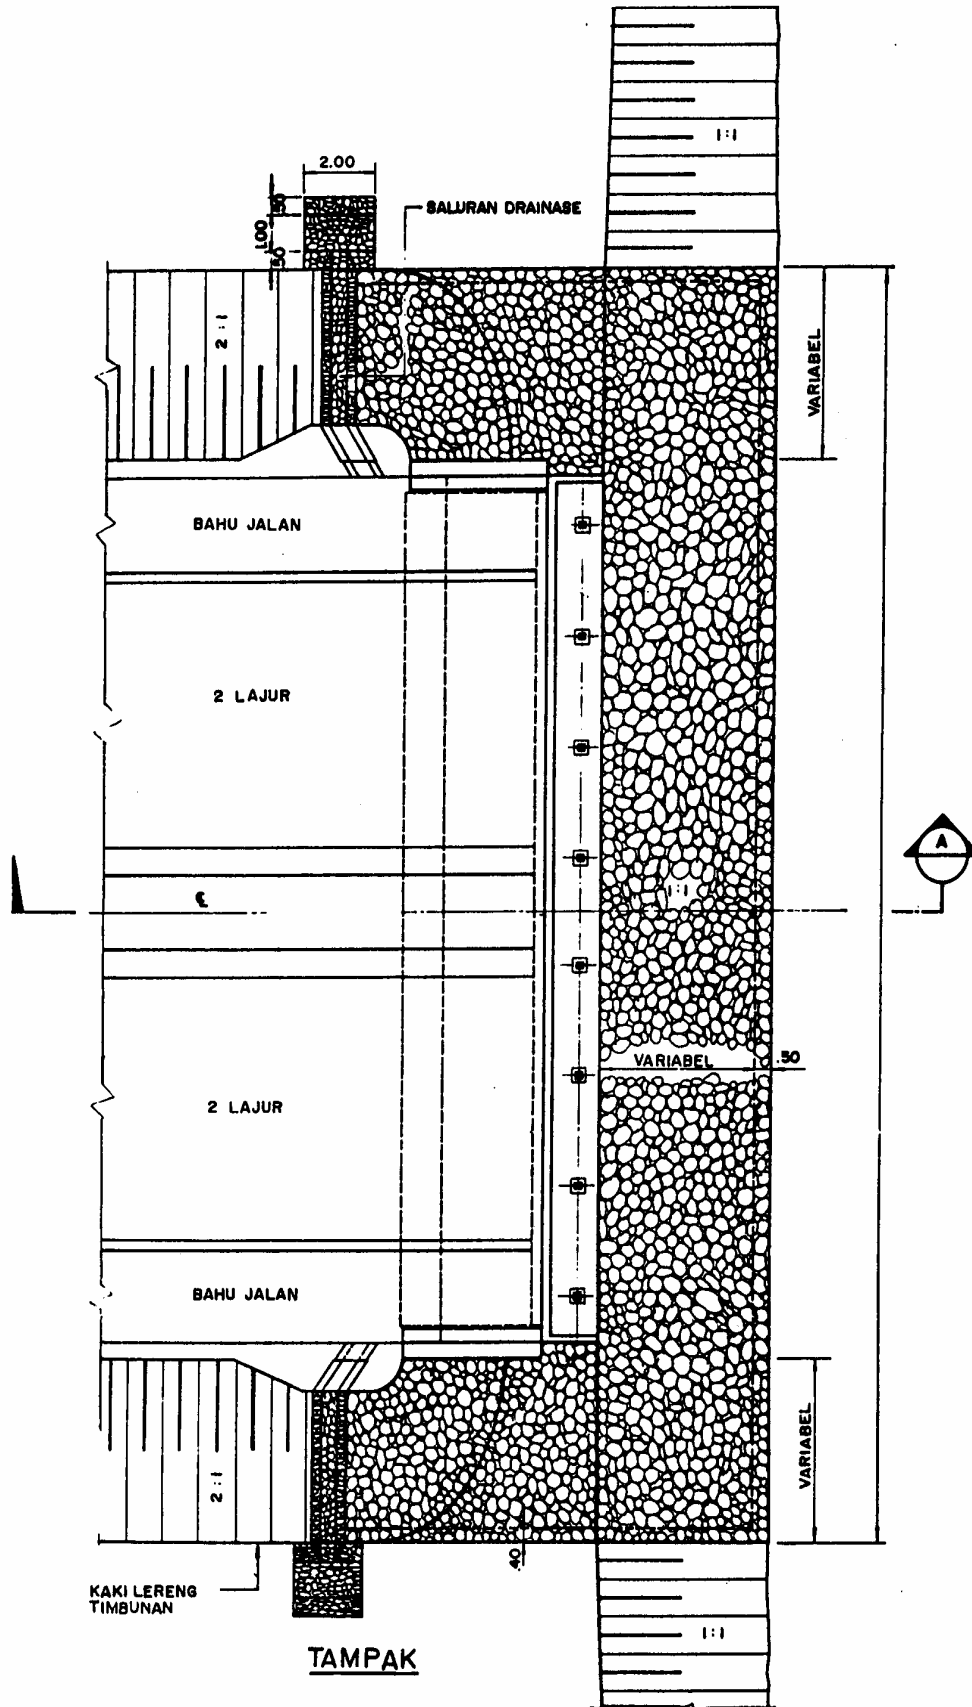 1:1
2.00
.50
1.00
.50
SALURAN DRAINASE
2:1
VARIABEL
BAHU JALAN
2 LAJUR
A
℄
1:1
VARIABEL
.50
2 LAJUR
BAHU JALAN
VARIABEL
2:1
.40
KAKI LERENG
TIMBUNAN
1:1
TAMPAK